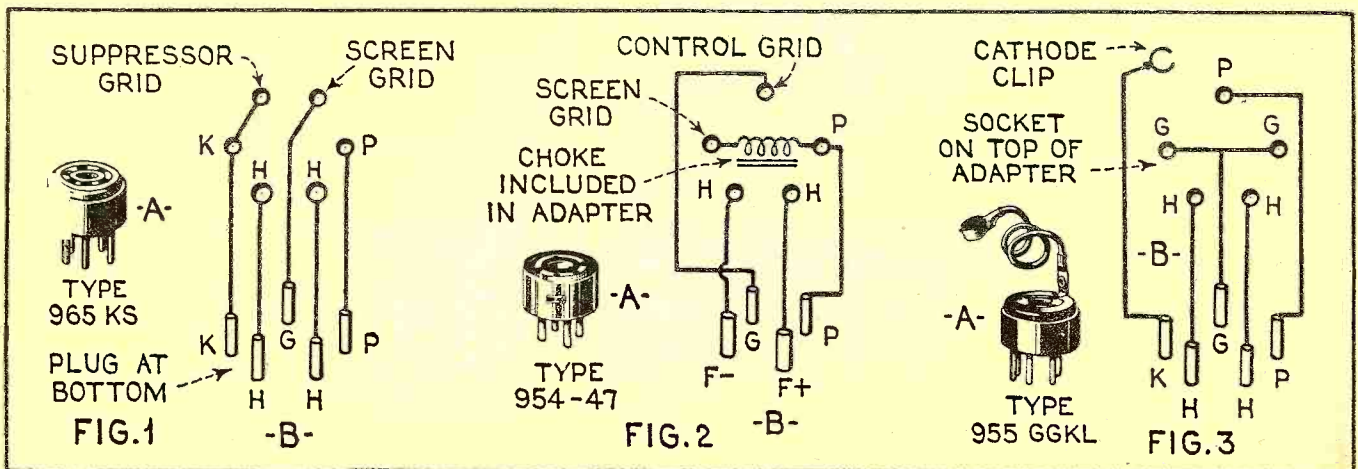 SUPPRESSOR
GRID
SCREEN
GRID
K
H
H
P
-A-
TYPE
965 KS
PLUG AT
BOTTOM
K
H
G
H
P
FIG.1
-B-
CONTROL GRID
SCREEN
GRID
P
CHOKE
INCLUDED
IN ADAPTER
H
H
-A-
TYPE
954-47
F-
G
F+
P
FIG.2
-B-
CATHODE
CLIP
P
SOCKET
ON TOP OF
ADAPTER
G
G
H
H
-B-
-A-
TYPE
955 GGKL
K
H
G
H
P
FIG.3